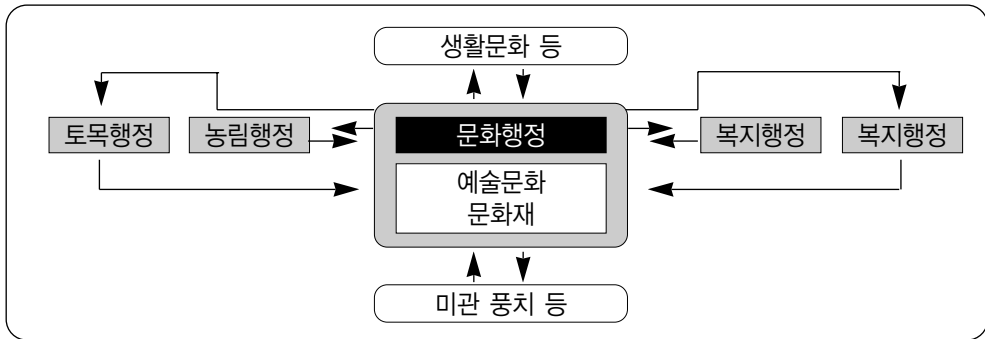 생활문화 등
토목행정
농림행정
문화행정
복지행정
복지행정
예술문화
문화재
미관 풍치 등